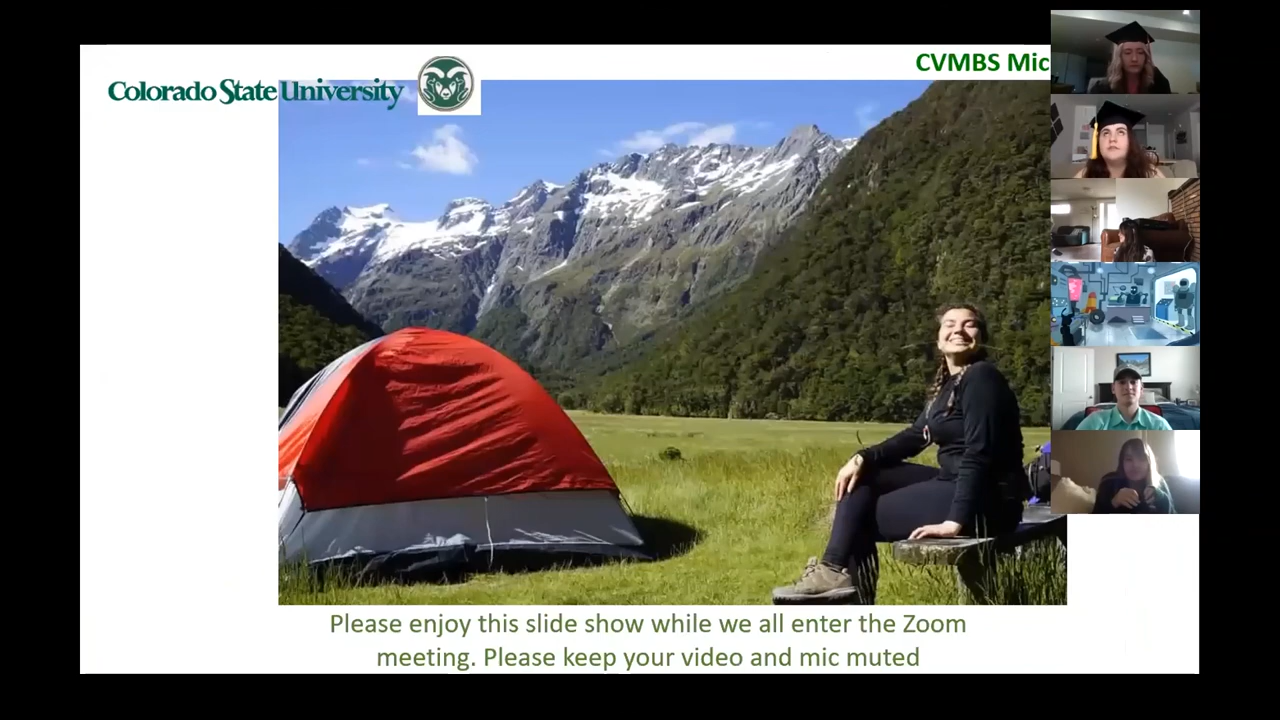 CVMBS Mic
Colorado State University
Please enjoy this slide show while we all enter the Zoom
meeting. Please keep your video and mic muted